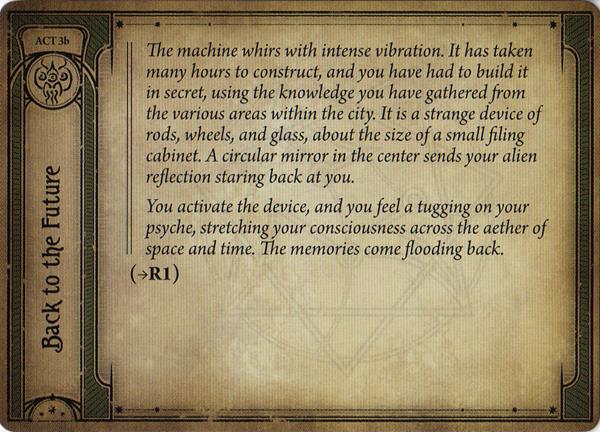 ACT 3b
Back to the Future
The machine whirs with intense vibration. It has taken
many hours to construct, and you have had to build it
in secret, using the knowledge you have gathered from
the various areas within the city. It is a strange device of
rods, wheels, and glass, about the size of a small filing
cabinet. A circular mirror in the center sends your alien
reflection staring back at you.
You activate the device, and you feel a tugging on your
psyche, stretching your consciousness across the aether of
space and time. The memories come flooding back.
(→R1)